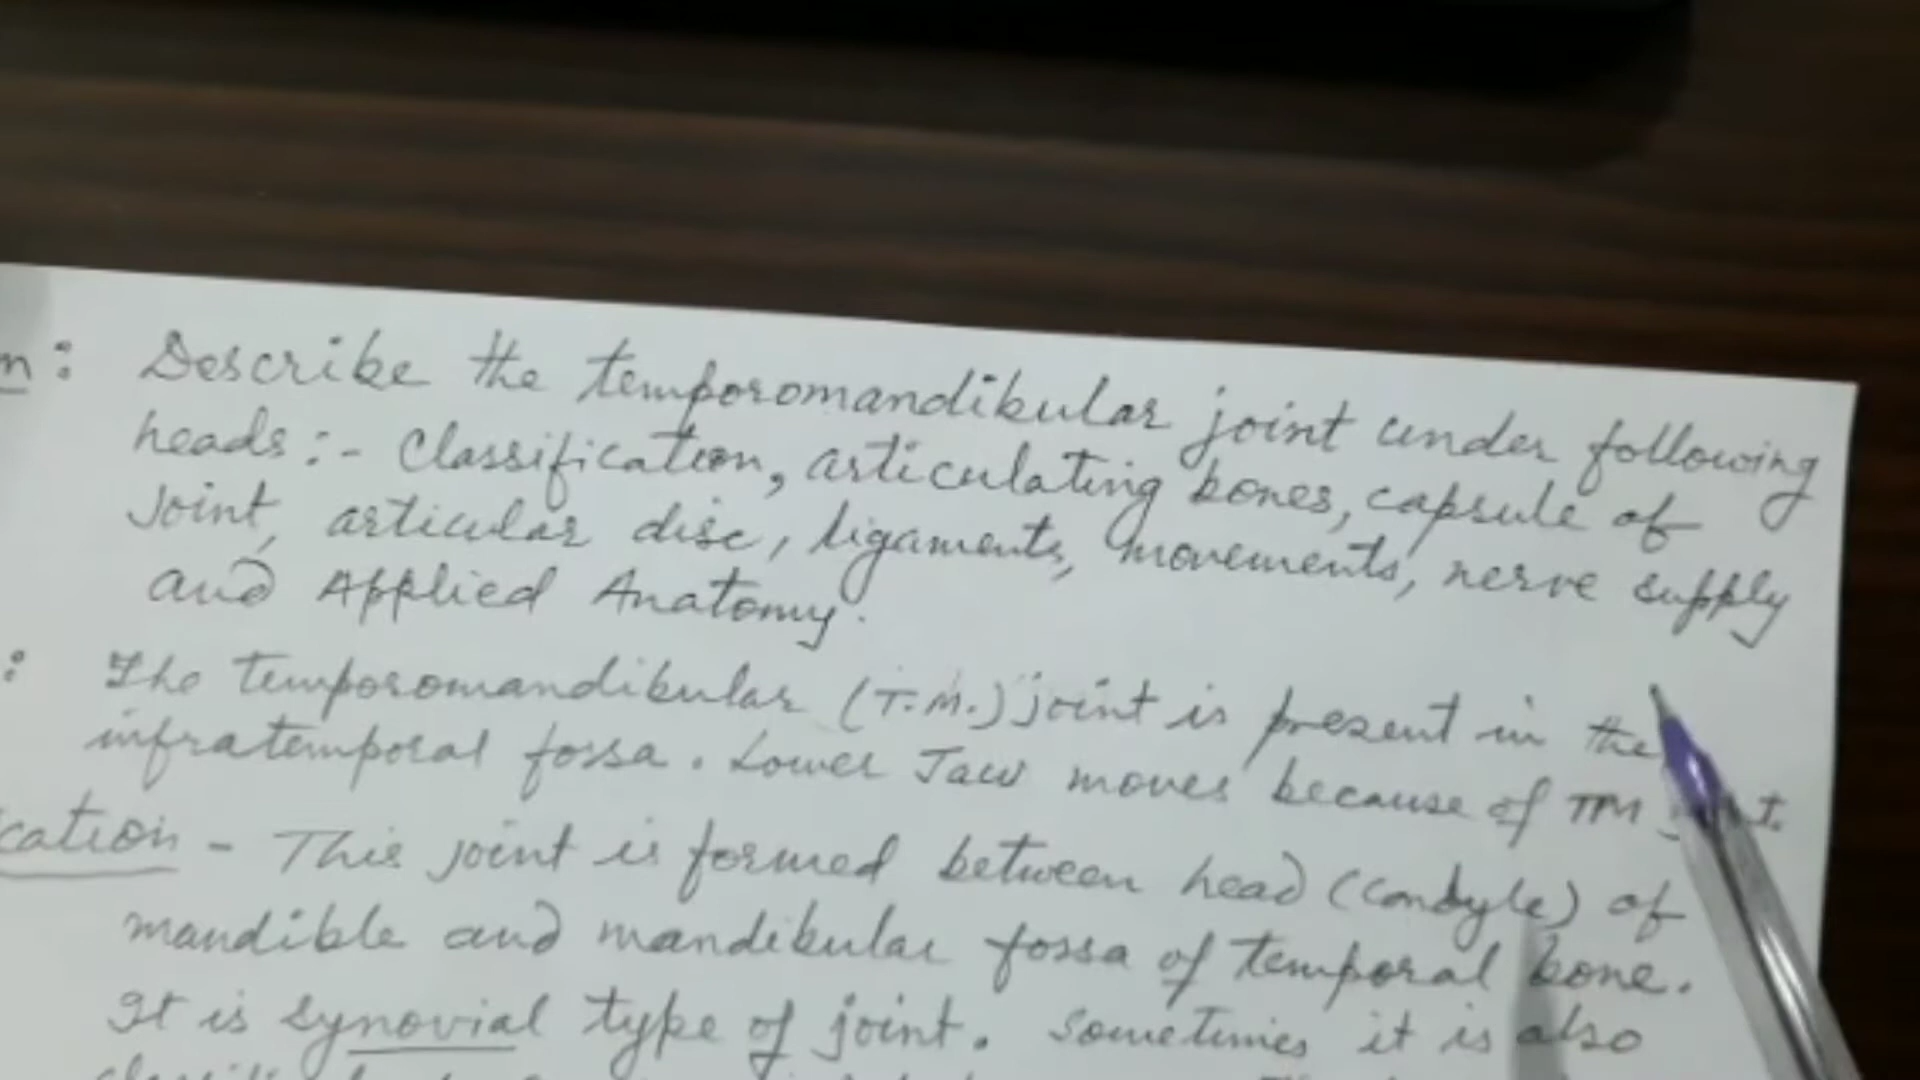 n: Describe the temporomandibular joint under following
heads:- Classification, articulating bones, capsule of
joint, articular disc, ligaments, movements, nerve supply
and Applied Anatomy.
: The temporomandibular (T.M.) joint is present in the
infratemporal fossa. Lower Jaw moves because of TM
cation - This joint is formed between head (condyle) of
mandible and mandibular fossa of temporal bone.
It is synovial type of joint. Sometimes it is also